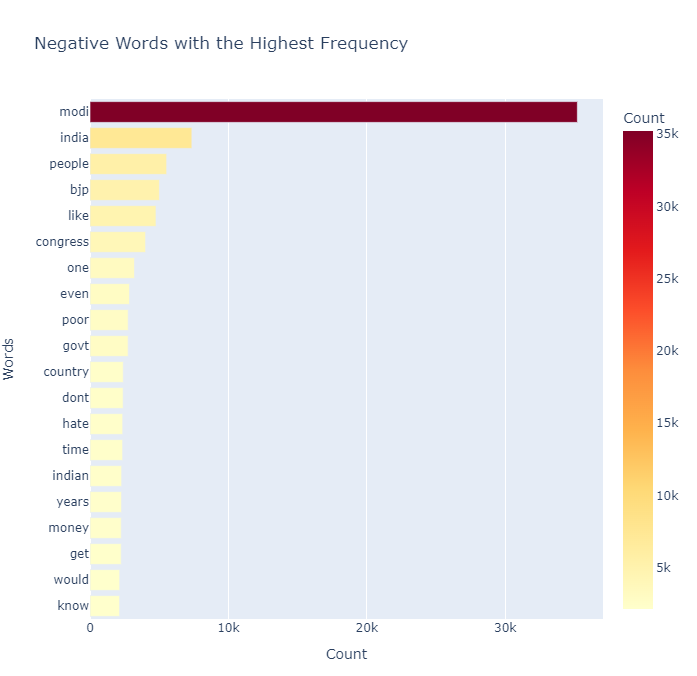 Negative Words with the Highest Frequency
modi
india
people
bjp
like
congress
one
even
poor
govt
country
dont
hate
time
indian
years
money
get
would
know
Words
0 10k 20k 30k
Count
Count
35k
30k
25k
20k
15k
10k
5k